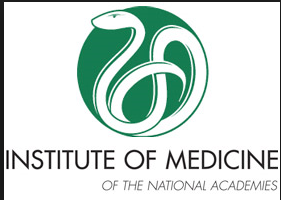 INSTITUTE OF MEDICINE
OF THE NATIONAL ACADEMIES